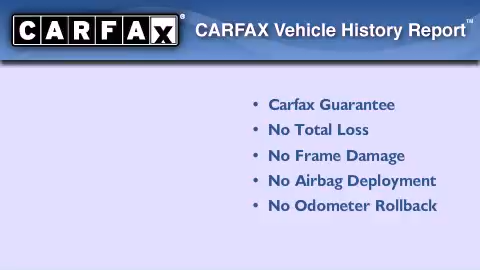 CARFAX® CARFAX Vehicle History Report™
• Carfax Guarantee
• No Total Loss
• No Frame Damage
• No Airbag Deployment
• No Odometer Rollback